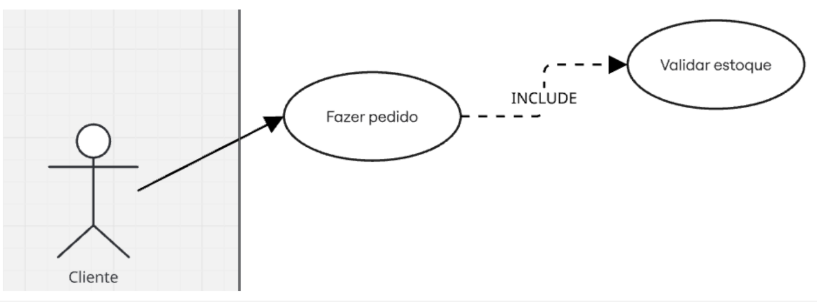 Validar estoque
INCLUDE
Fazer pedido
Cliente